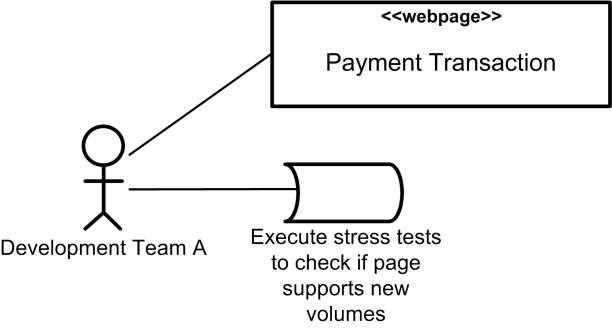 <<webpage>>
Payment Transaction
Development Team A
Execute stress tests
to check if page
supports new
volumes